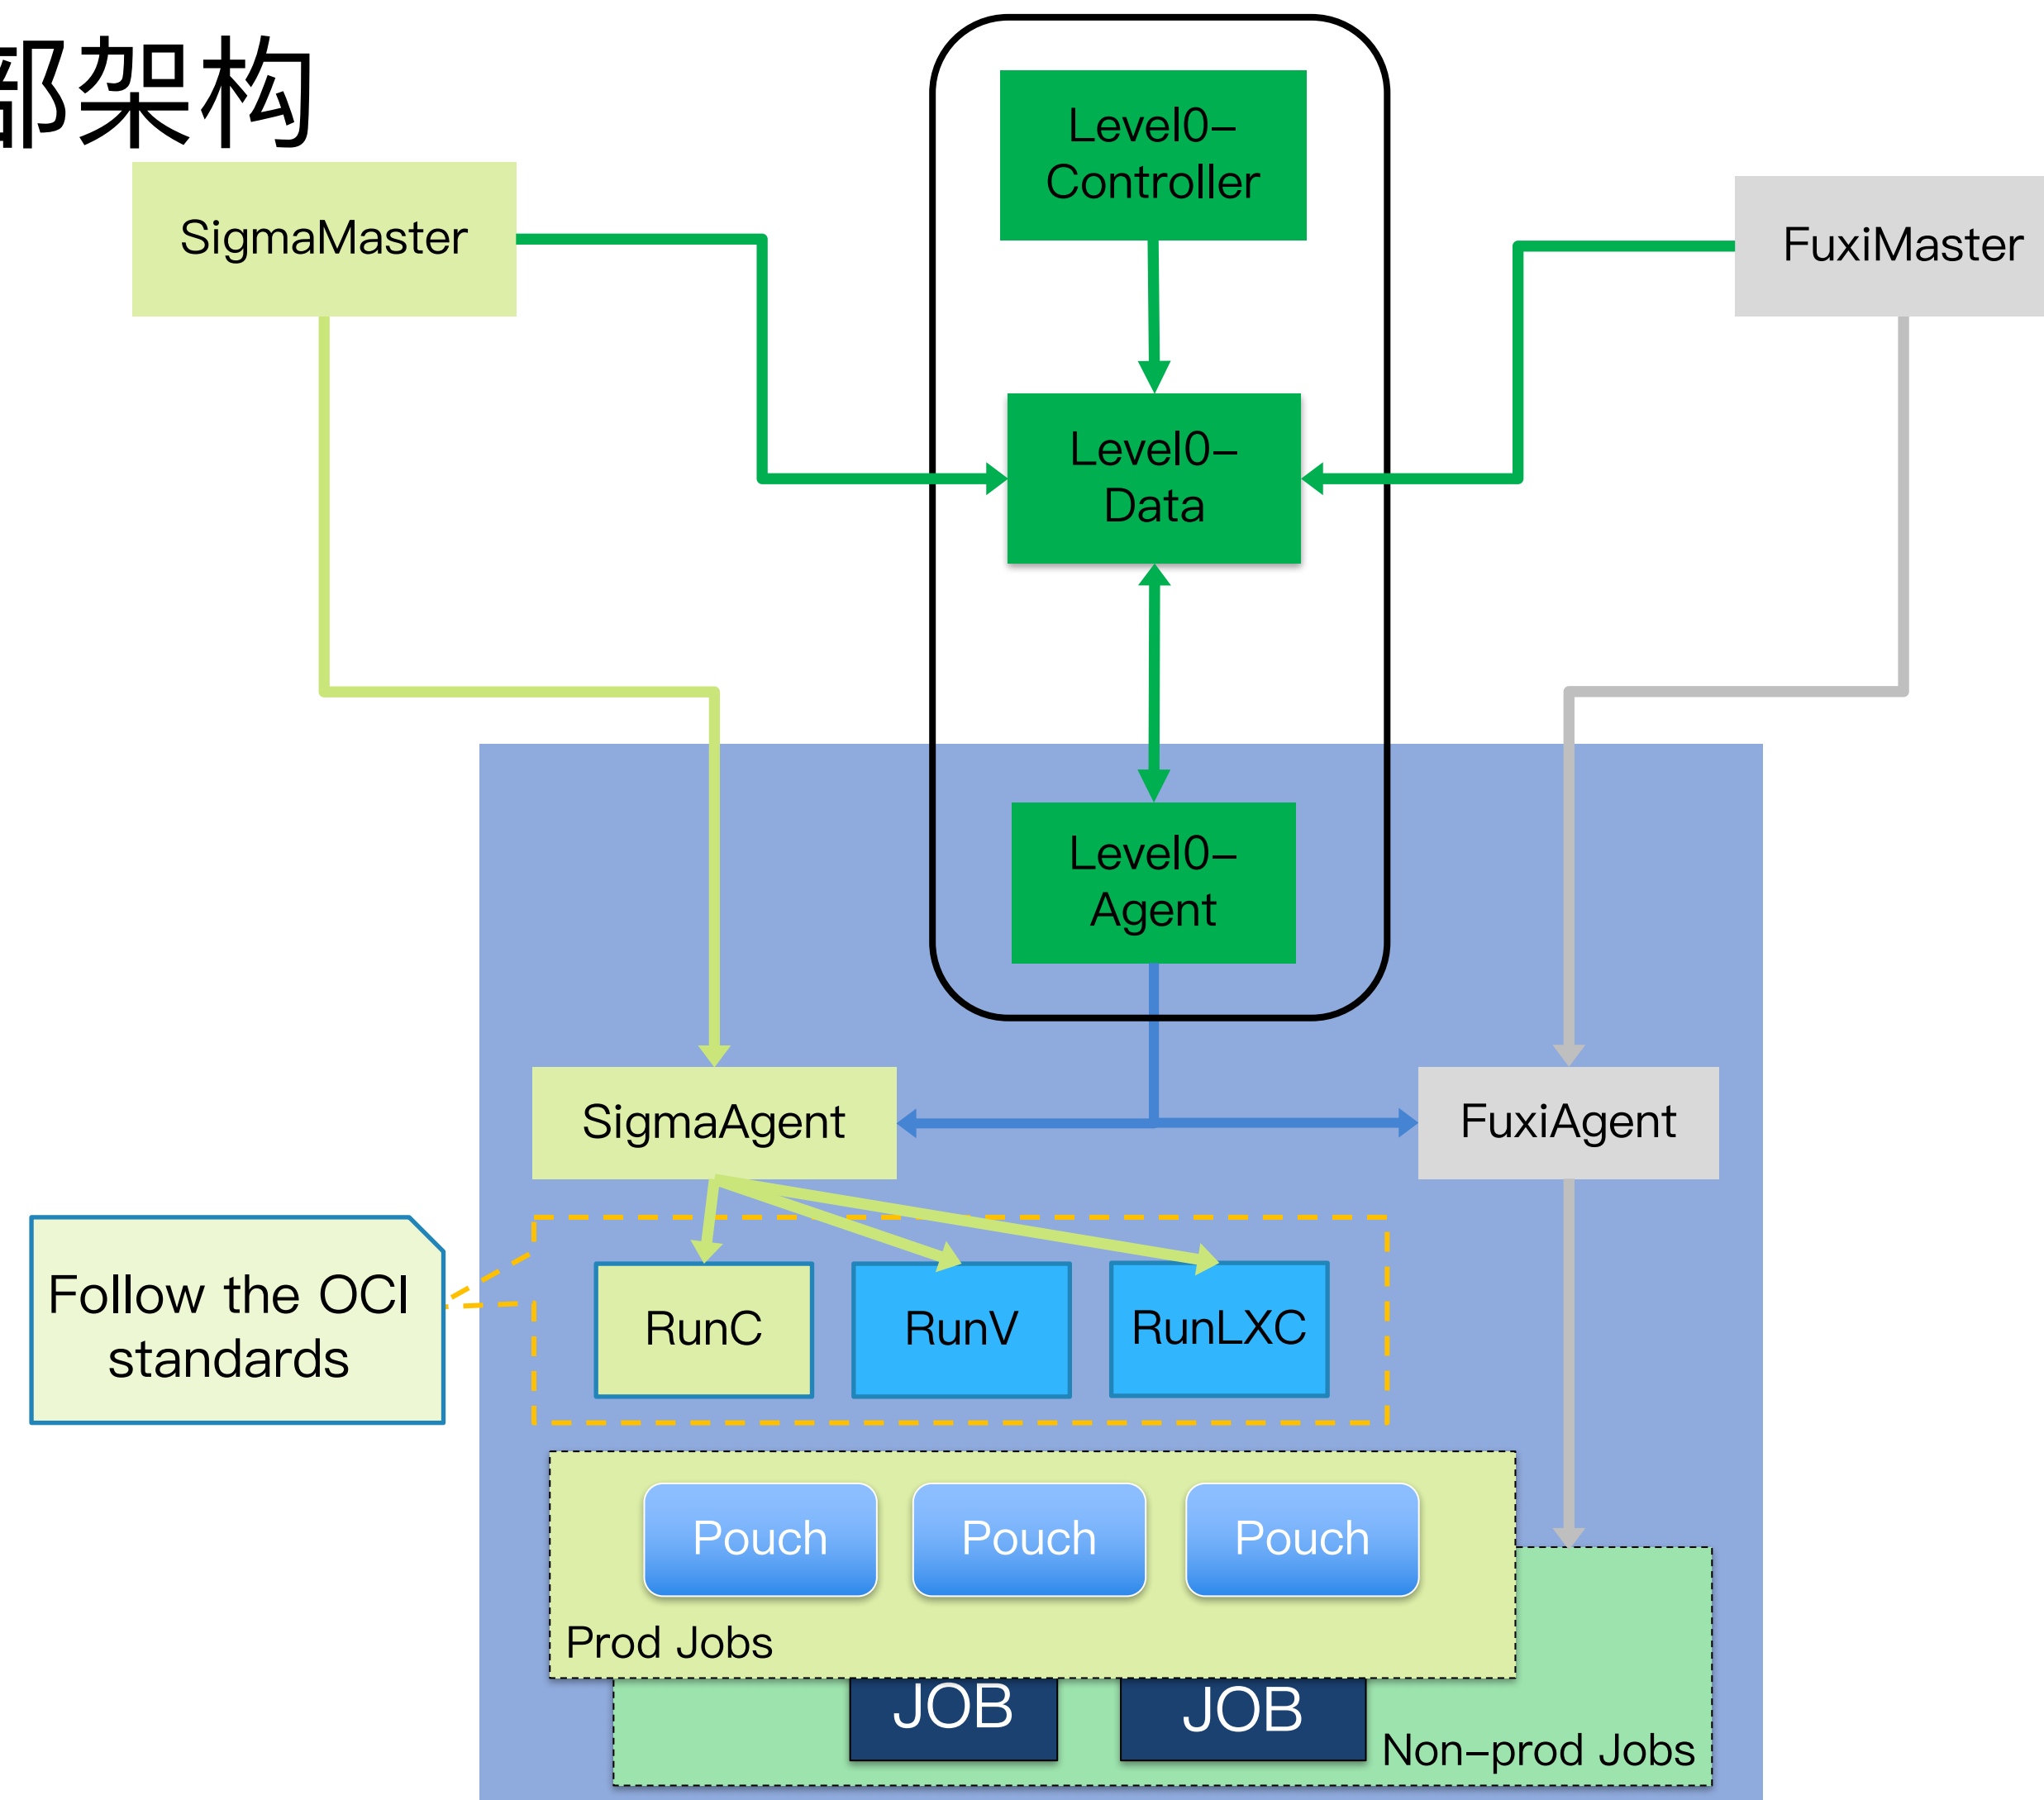 部架构
Level0-
Controller
SigmaMaster
FuxiMaster
Level0-
Data
Level0-
Agent
SigmaAgent
FuxiAgent
Follow the OCI
standards
RunC
RunV
RunLXC
Pouch
Pouch
Pouch
Prod Jobs
JOB
JOB
Non-prod Jobs